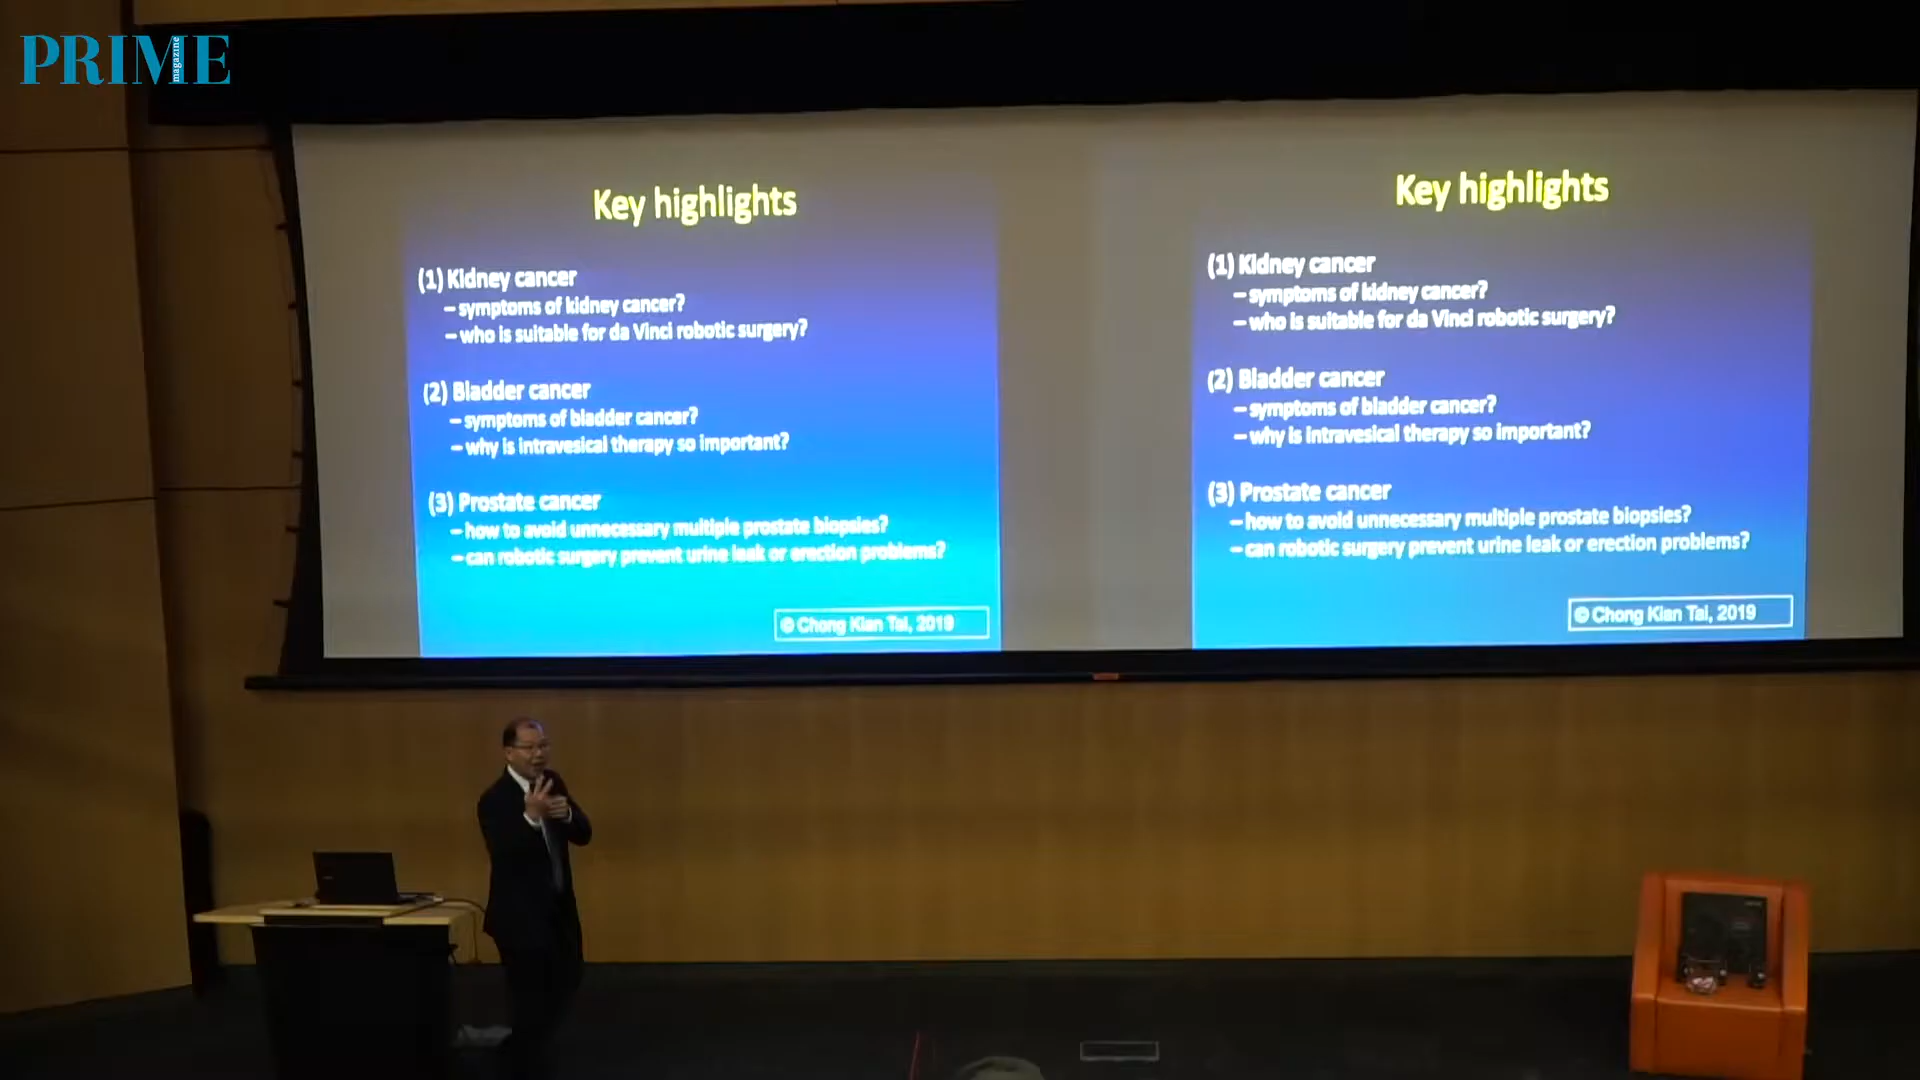 PRIME
magazine
Key highlights
(1) Kidney cancer
– symptoms of kidney cancer?
– who is suitable for da Vinci robotic surgery?
(2) Bladder cancer
– symptoms of bladder cancer?
– why is intravesical therapy so important?
(3) Prostate cancer
– how to avoid unnecessary multiple prostate biopsies?
– can robotic surgery prevent urine leak or erection problems?
© Chong Kian Tai, 2019
Key highlights
(1) Kidney cancer
– symptoms of kidney cancer?
– who is suitable for da Vinci robotic surgery?
(2) Bladder cancer
– symptoms of bladder cancer?
– why is intravesical therapy so important?
(3) Prostate cancer
– how to avoid unnecessary multiple prostate biopsies?
– can robotic surgery prevent urine leak or erection problems?
© Chong Kian Tai, 2019